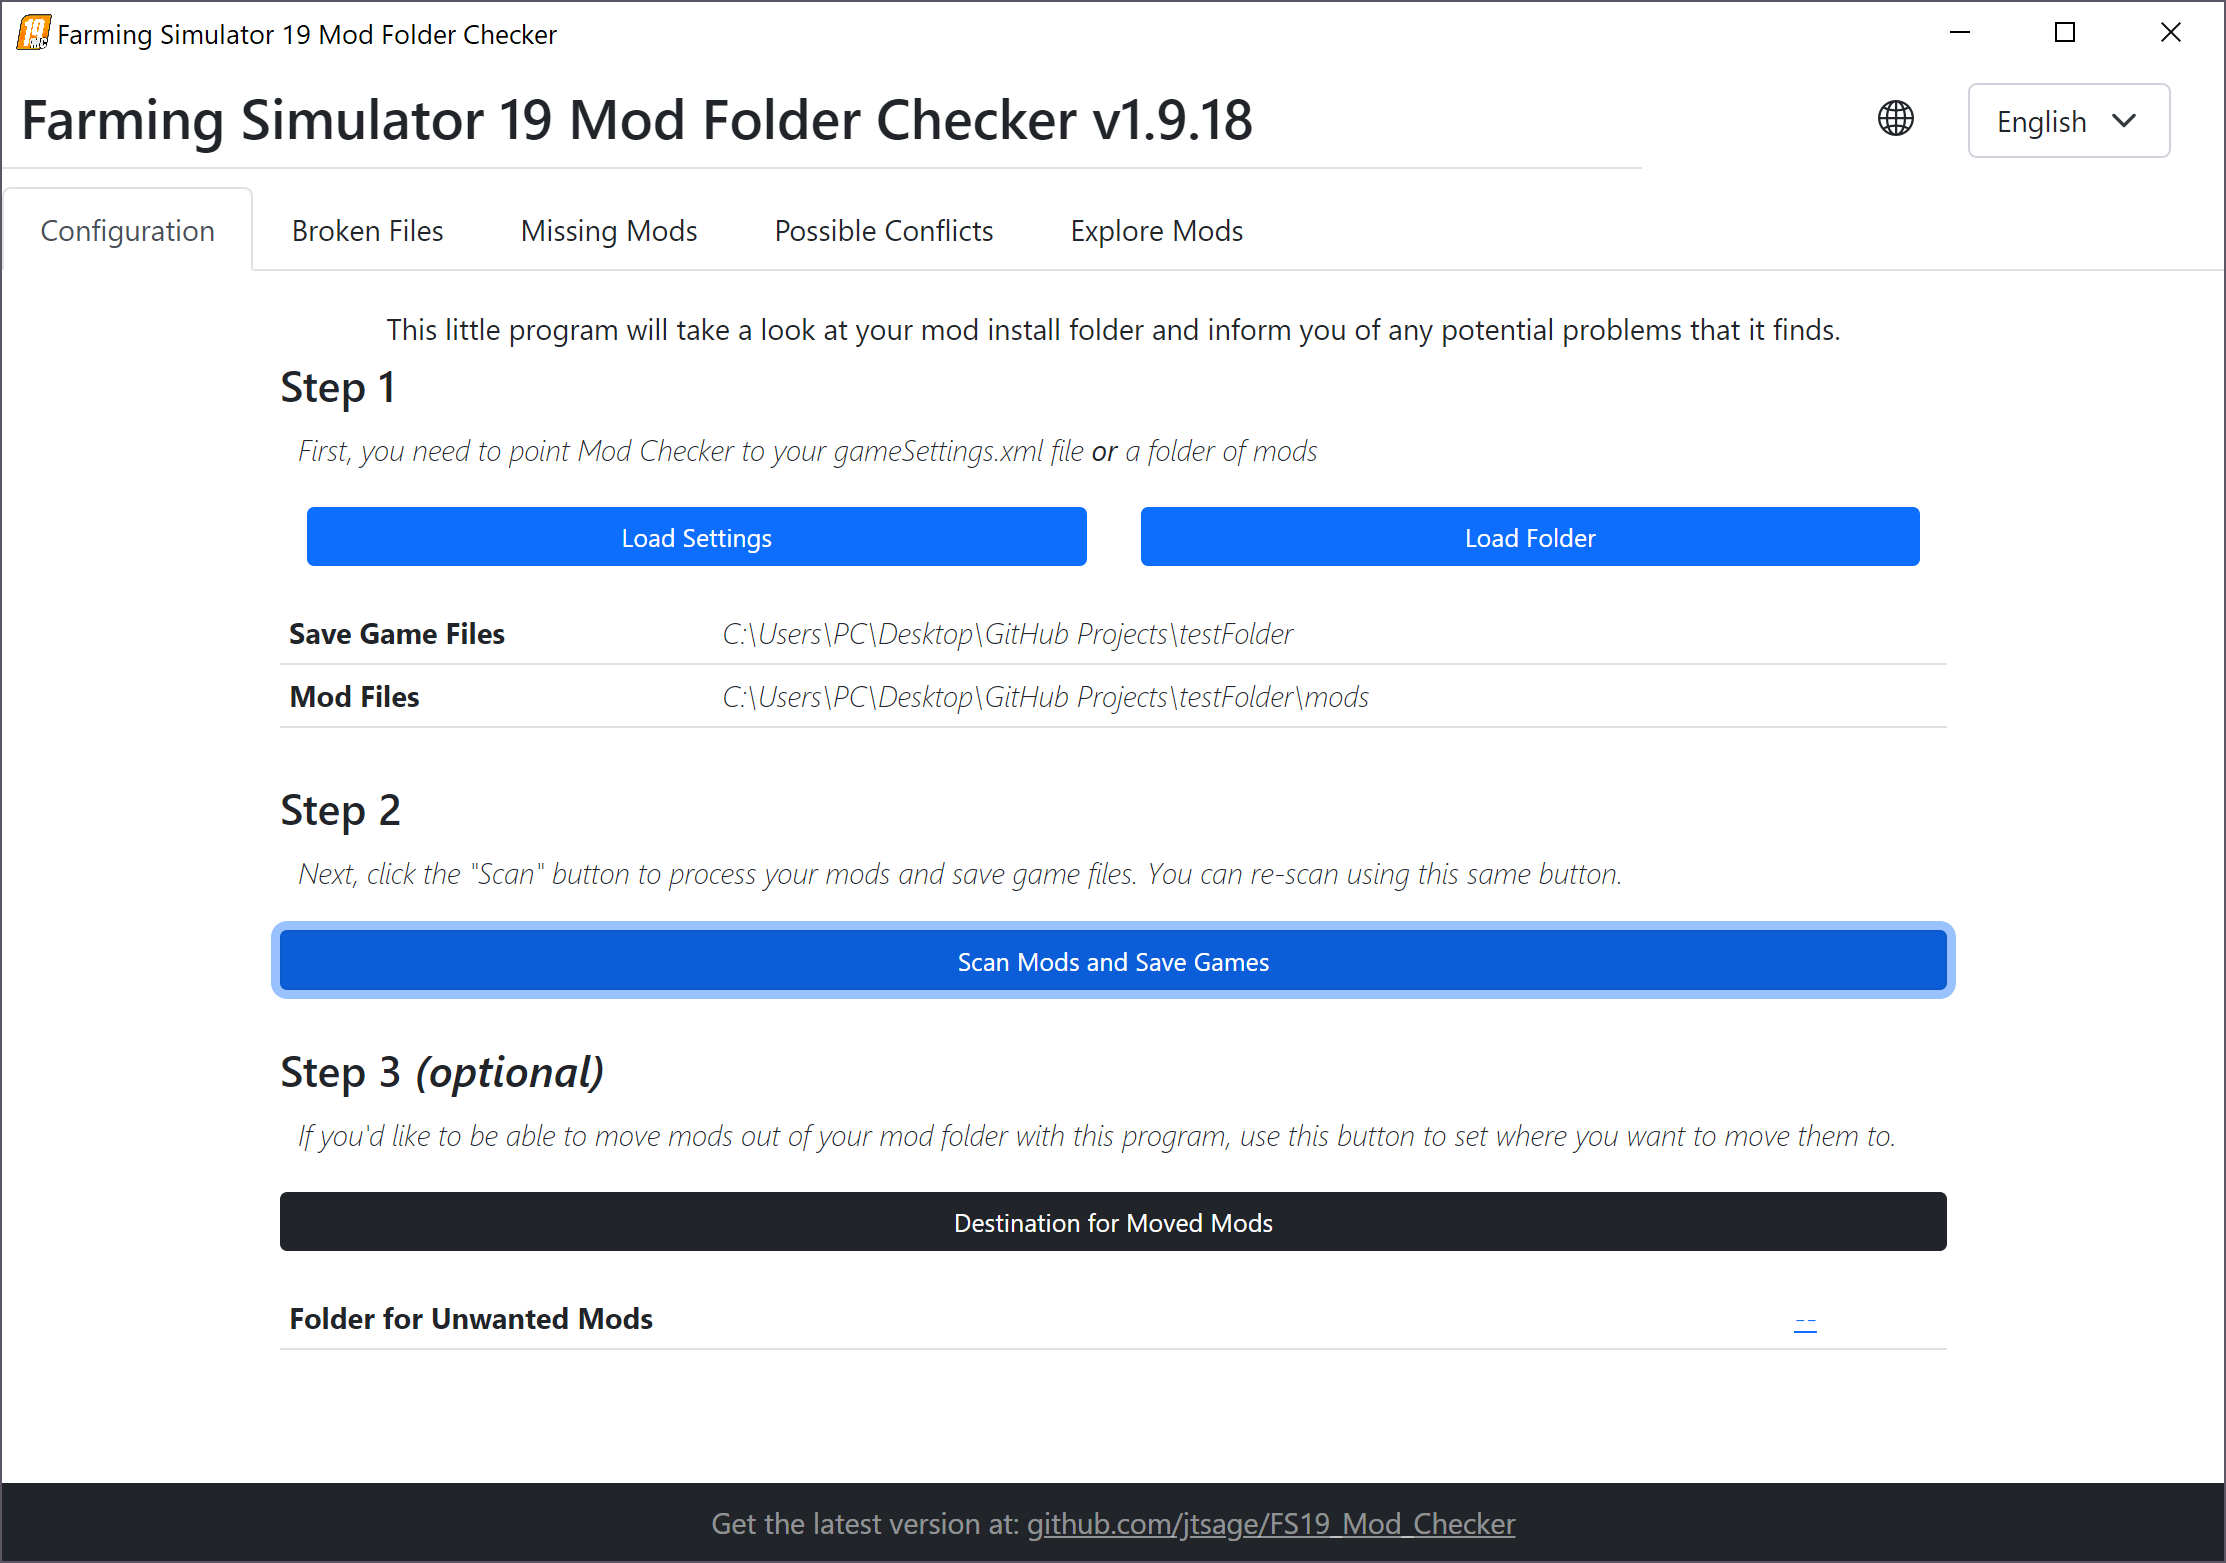 Farming Simulator 19 Mod Folder Checker
Farming Simulator 19 Mod Folder Checker v1.9.18
English
Configuration
Broken Files
Missing Mods
Possible Conflicts
Explore Mods
This little program will take a look at your mod install folder and inform you of any potential problems that it finds.
Step 1
First, you need to point Mod Checker to your gameSettings.xml file or a folder of mods
Load Settings
Load Folder
Save Game Files
C:\Users\PC\Desktop\GitHub Projects\testFolder
Mod Files
C:\Users\PC\Desktop\GitHub Projects\testFolder\mods
Step 2
Next, click the "Scan" button to process your mods and save game files. You can re-scan using this same button.
Scan Mods and Save Games
Step 3 (optional)
If you'd like to be able to move mods out of your mod folder with this program, use this button to set where you want to move them to.
Destination for Moved Mods
Folder for Unwanted Mods
--
Get the latest version at: github.com/jtsage/FS19_Mod_Checker